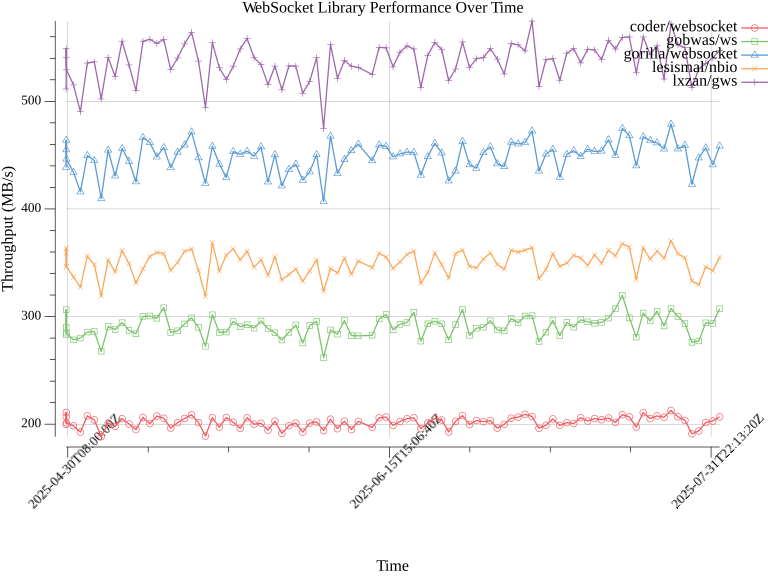 WebSocket Library Performance Over Time
coder/websocket
gobwas/ws
gorilla/websocket
lesismal/nbio
lxzan/gws
Throughput (MB/s)
500
400
300
200
2025-04-30T08:00:00Z
2025-06-15T15:06:40Z
2025-07-31T22:13:20Z
Time